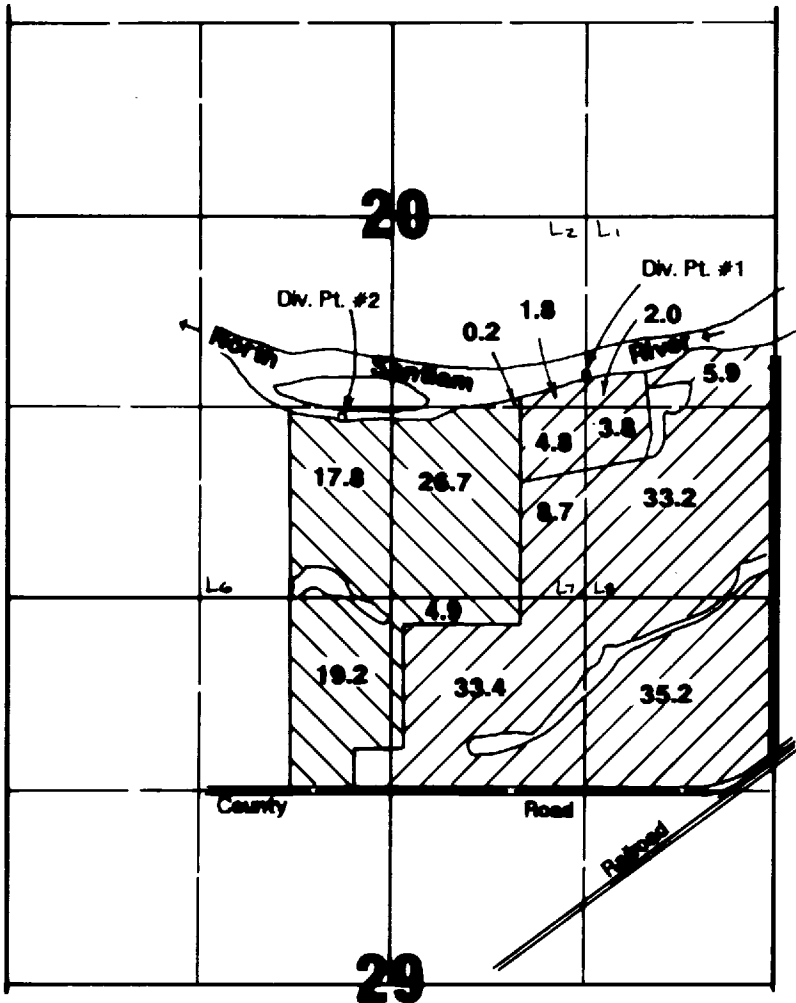 20
L2 L1
Div. Pt. #1
Div. Pt. #2
1.8
2.0
0.2
North Santiam River
5.9
4.8
3.8
17.8
26.7
8.7
33.2
L6
L7 L8
4.9
19.2
33.4
35.2
County Road
Railroad
29